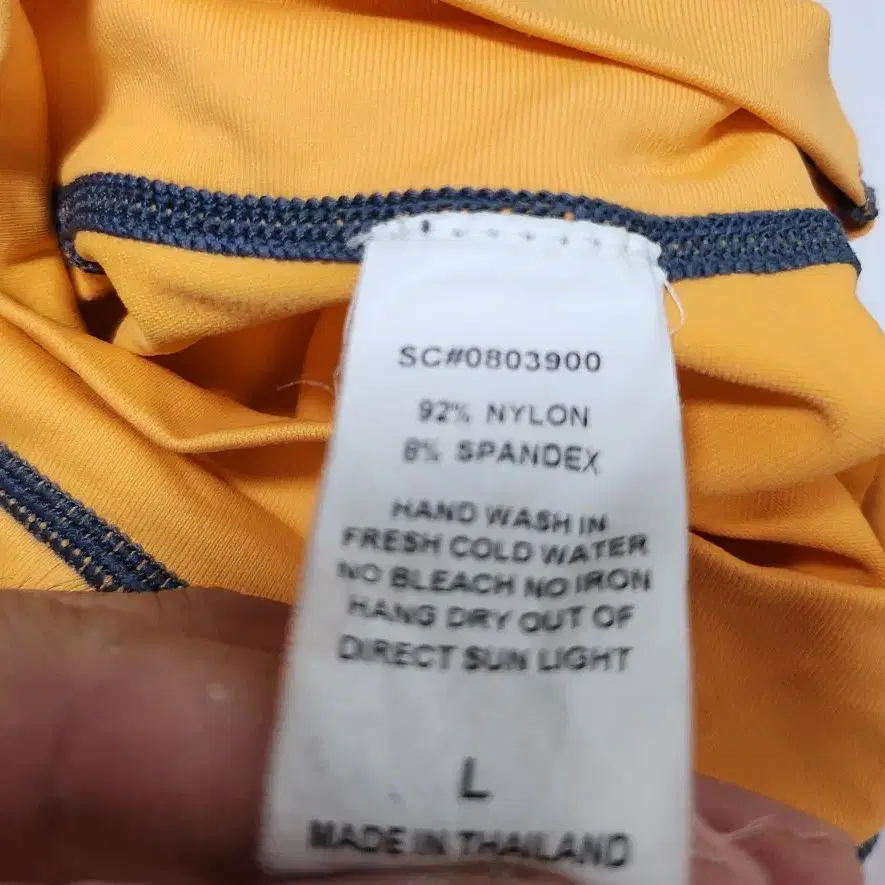 SC#0803900
92% NYLON
8% SPANDEX
HAND WASH IN
FRESH COLD WATER
NO BLEACH NO IRON
HANG DRY OUT OF
DIRECT SUN LIGHT
L
MADE IN THAILAND